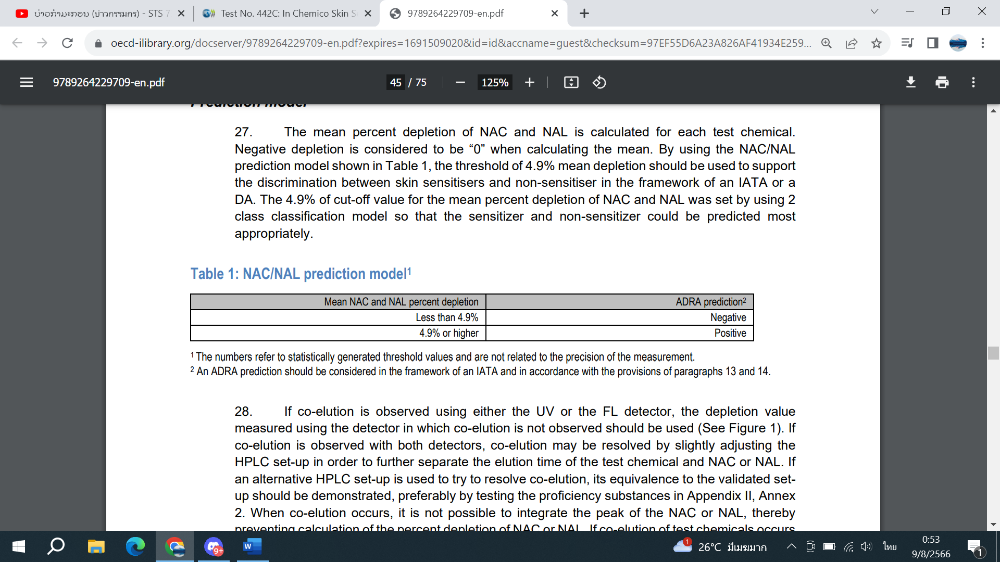 ບ່າວກຳມະກອນ (บ่าวกรรมกร) - STS 7
Test No. 442C: In Chemico Skin S
9789264229709-en.pdf
oecd-ilibrary.org/docserver/9789264229709-en.pdf?expires=1691509020&id=id&accname=guest&checksum=97EF55D6A23A826AF41934E259...
9789264229709-en.pdf
45 / 75
125%
Prediction model
27. The mean percent depletion of NAC and NAL is calculated for each test chemical.
Negative depletion is considered to be “0” when calculating the mean. By using the NAC/NAL
prediction model shown in Table 1, the threshold of 4.9% mean depletion should be used to support
the discrimination between skin sensitisers and non-sensitiser in the framework of an IATA or a
DA. The 4.9% of cut-off value for the mean percent depletion of NAC and NAL was set by using 2
class classification model so that the sensitizer and non-sensitizer could be predicted most
appropriately.
Table 1: NAC/NAL prediction model1
Mean NAC and NAL percent depletion ADRA prediction2
Less than 4.9% Negative
4.9% or higher Positive
1 The numbers refer to statistically generated threshold values and are not related to the precision of the measurement.
2 An ADRA prediction should be considered in the framework of an IATA and in accordance with the provisions of paragraphs 13 and 14.
28. If co-elution is observed using either the UV or the FL detector, the depletion value
measured using the detector in which co-elution is not observed should be used (See Figure 1). If
co-elution is observed with both detectors, co-elution may be resolved by slightly adjusting the
HPLC set-up in order to further separate the elution time of the test chemical and NAC or NAL. If
an alternative HPLC set-up is used to try to resolve co-elution, its equivalence to the validated set-
up should be demonstrated, preferably by testing the proficiency substances in Appendix II, Annex
2. When co-elution occurs, it is not possible to integrate the peak of the NAC or NAL, thereby
preventing calculation of the percent depletion of NAC or NAL. If co-elution of test chemicals occurs
9+
W
1
26°C มีเมฆมาก
ไทย
0:53
9/8/2566
1